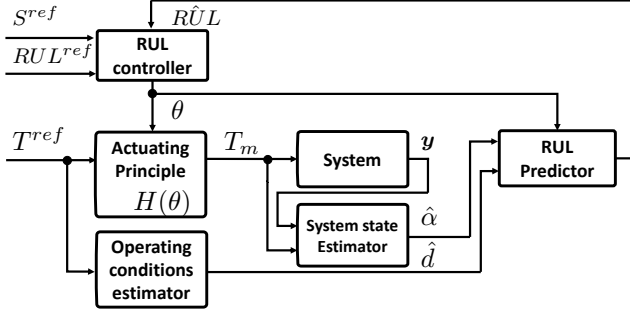 S^{ref}
RÛL
RUL^{ref}
RUL
controller
θ
T^{ref}
Actuating
Principle
H(θ)
T_m
System
y
RUL
Predictor
System state
Estimator
α̂
d̂
Operating
conditions
estimator